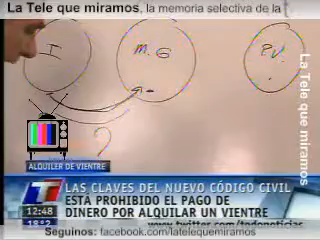 La Tele que miramos, la memoria selectiva de la t
I
M.G
P.V.
?
La Tele que miramos
ALQUILER DE VIENTRE
LAS CLAVES DEL NUEVO CÓDIGO CIVIL
ESTÁ PROHIBIDO EL PAGO DE
DINERO POR ALQUILAR UN VIENTRE
12:48
18º2
www.twitter.com/todonoticias
Seguinos: facebook.com/latelequemiramos